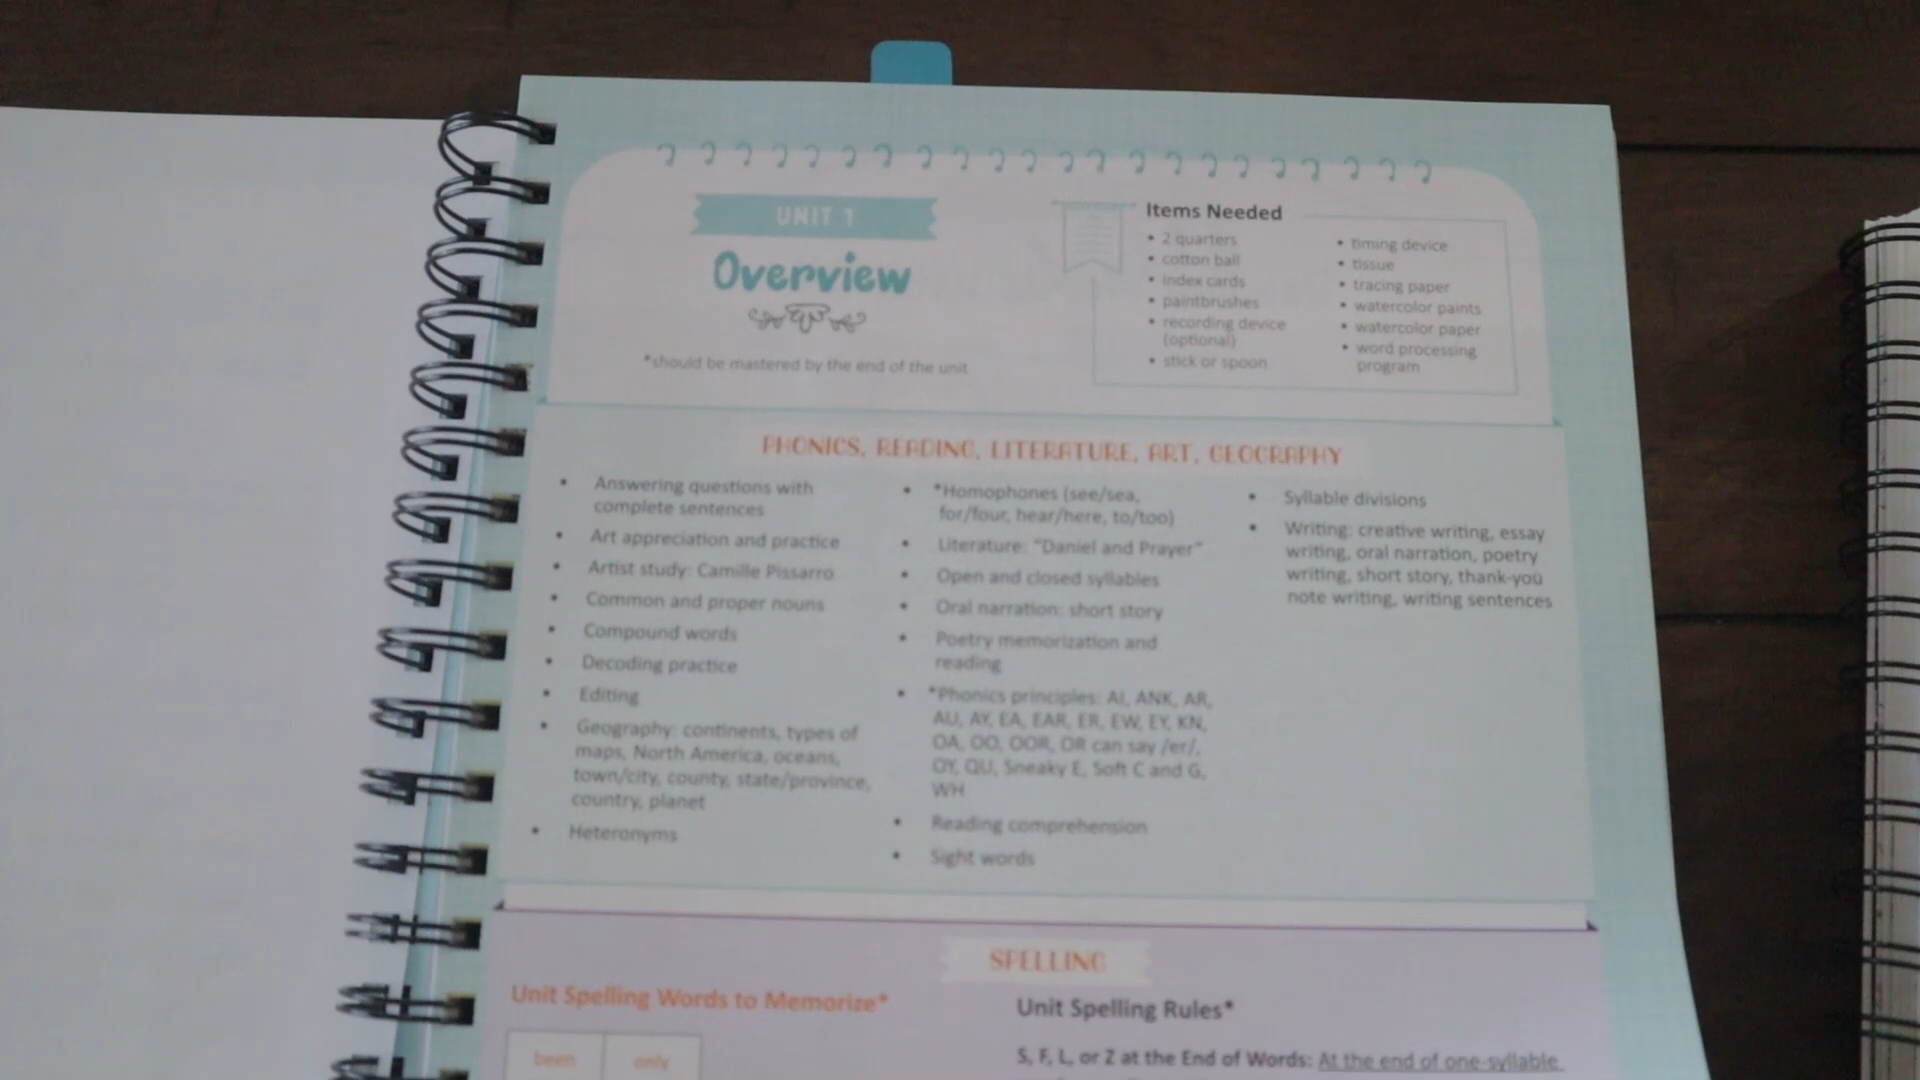 UNIT 1
Overview
*should be mastered by the end of the unit
Items Needed
• 2 quarters
• cotton ball
• index cards
• paintbrushes
• recording device
(optional)
• stick or spoon
• timing device
• tissue
• tracing paper
• watercolor paints
• watercolor paper
• word processing
program
PHONICS, READING, LITERATURE, ART, GEOGRAPHY
• Answering questions with
complete sentences
• Art appreciation and practice
• Artist study: Camille Pissarro
• Common and proper nouns
• Compound words
• Decoding practice
• Editing
• Geography: continents, types of
maps, North America, oceans,
town/city, county, state/province,
country, planet
• Heteronyms
• *Homophones (see/sea,
for/four, hear/here, to/too)
• Literature: "Daniel and Prayer"
• Open and closed syllables
• Oral narration: short story
• Poetry memorization and
reading
• *Phonics principles: AI, ANK, AR,
AU, AY, EA, EAR, ER, EW, EY, KN,
OA, OO, OOR, OR can say /er/,
OY, QU, Sneaky E, Soft C and G,
WH
• Reading comprehension
• Sight words
• Syllable divisions
• Writing: creative writing, essay
writing, oral narration, poetry
writing, short story, thank-you
note writing, writing sentences
SPELLING
Unit Spelling Words to Memorize*
been only
Unit Spelling Rules*
S, F, L, or Z at the End of Words: At the end of one-syllable